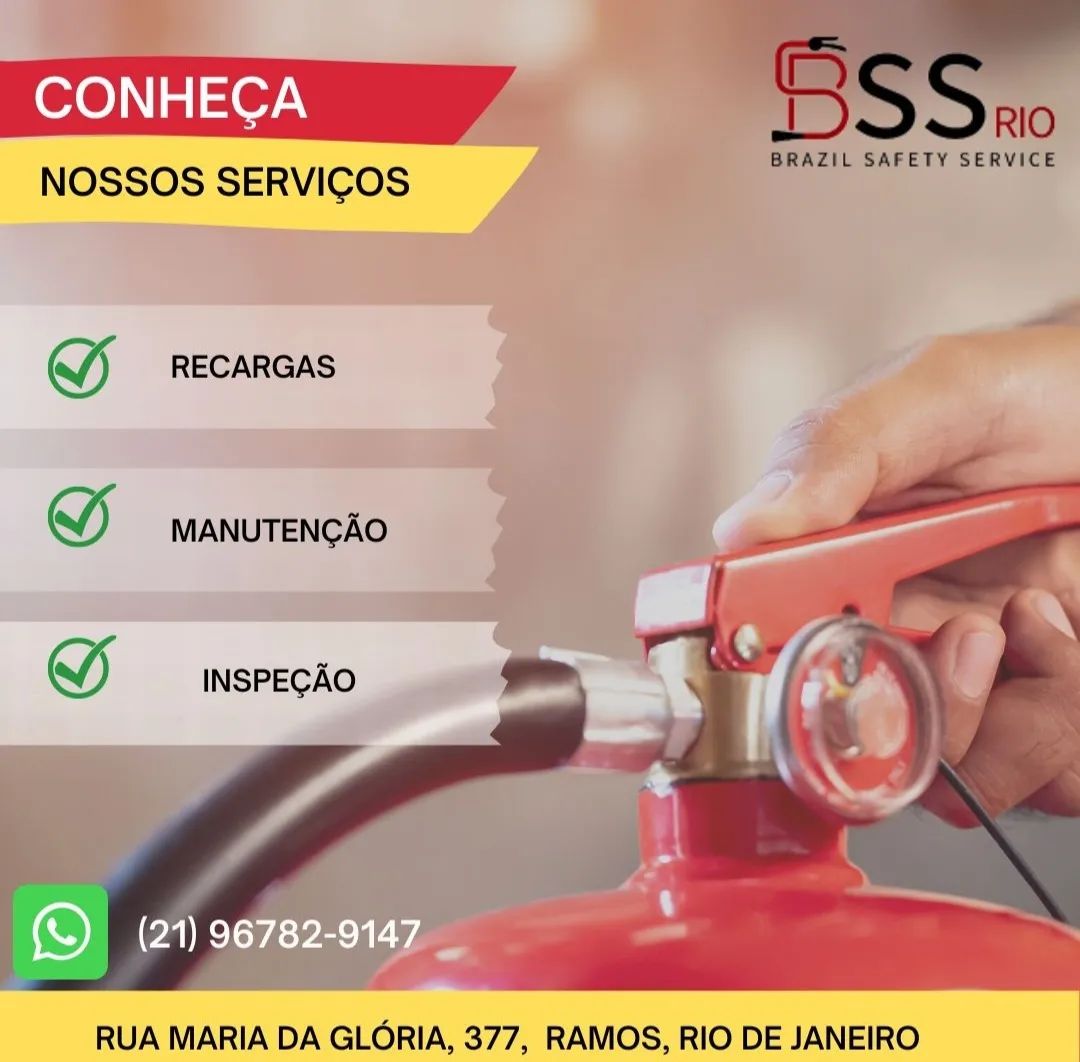 CONHEÇA
NOSSOS SERVIÇOS
BSS RIO
BRAZIL SAFETY SERVICE
RECARGAS
MANUTENÇÃO
INSPEÇÃO
(21) 96782-9147
RUA MARIA DA GLÓRIA, 377, RAMOS, RIO DE JANEIRO